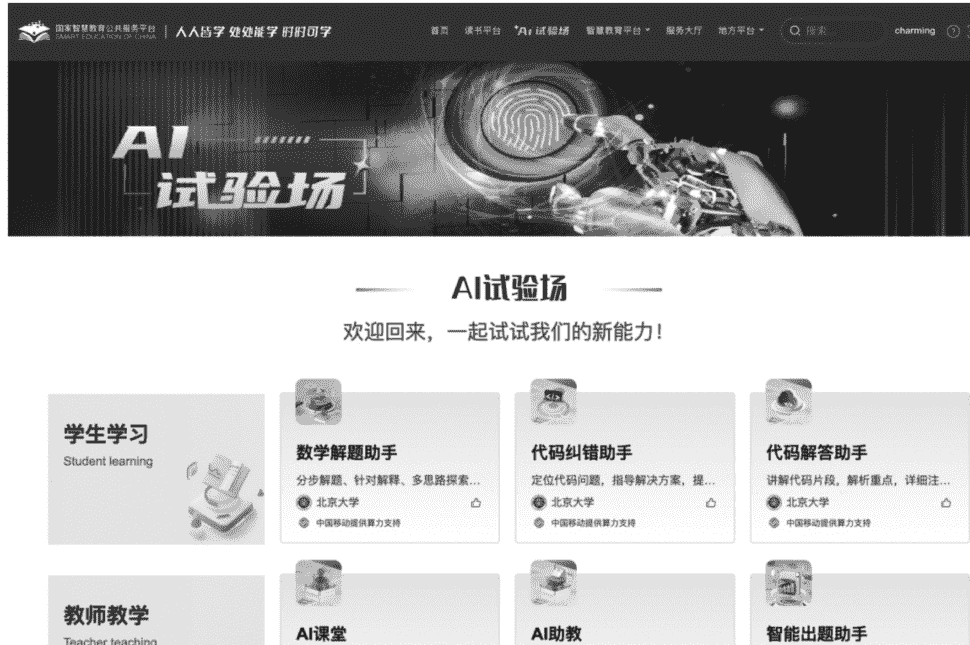 国家智慧教育公共服务平台
SMART EDUCATION OF CHINA
人人皆学 处处能学 时时可学
首页 读书平台 AI试验场 智慧教育平台 服务大厅 地方平台 搜索 charming
AI
试验场
AI试验场
欢迎回来，一起试试我们的新能力！
学生学习
Student learning
数学解题助手
分步解题、针对解释、多思路探索...
北京大学
中国移动提供算力支持
代码纠错助手
定位代码问题，指导解决方案，提...
北京大学
中国移动提供算力支持
代码解答助手
讲解代码片段，解析重点，详细注...
北京大学
中国移动提供算力支持
教师教学
Teacher teaching
AI课堂
AI助教
智能出题助手